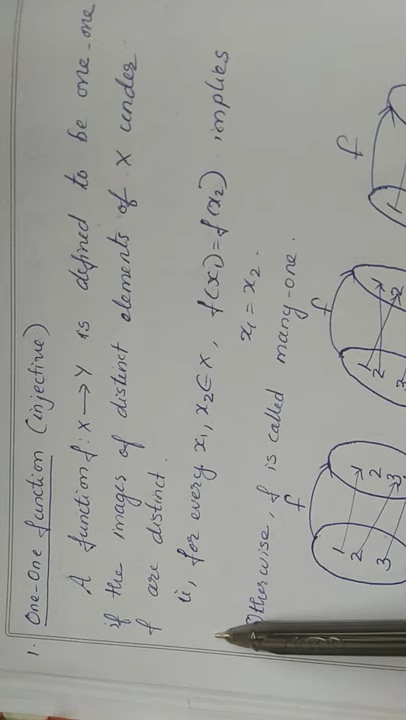 1. One-One function (injective)
A function f: X → Y is defined to be one-one
if the images of distinct elements of X under
f are distinct.
ie, for every x₁, x₂ ∈ X, f(x₁) = f(x₂) implies
x₁ = x₂.
Otherwise, f is called many-one.
f f f
1 2 3 2 3
1 2 3 2
1